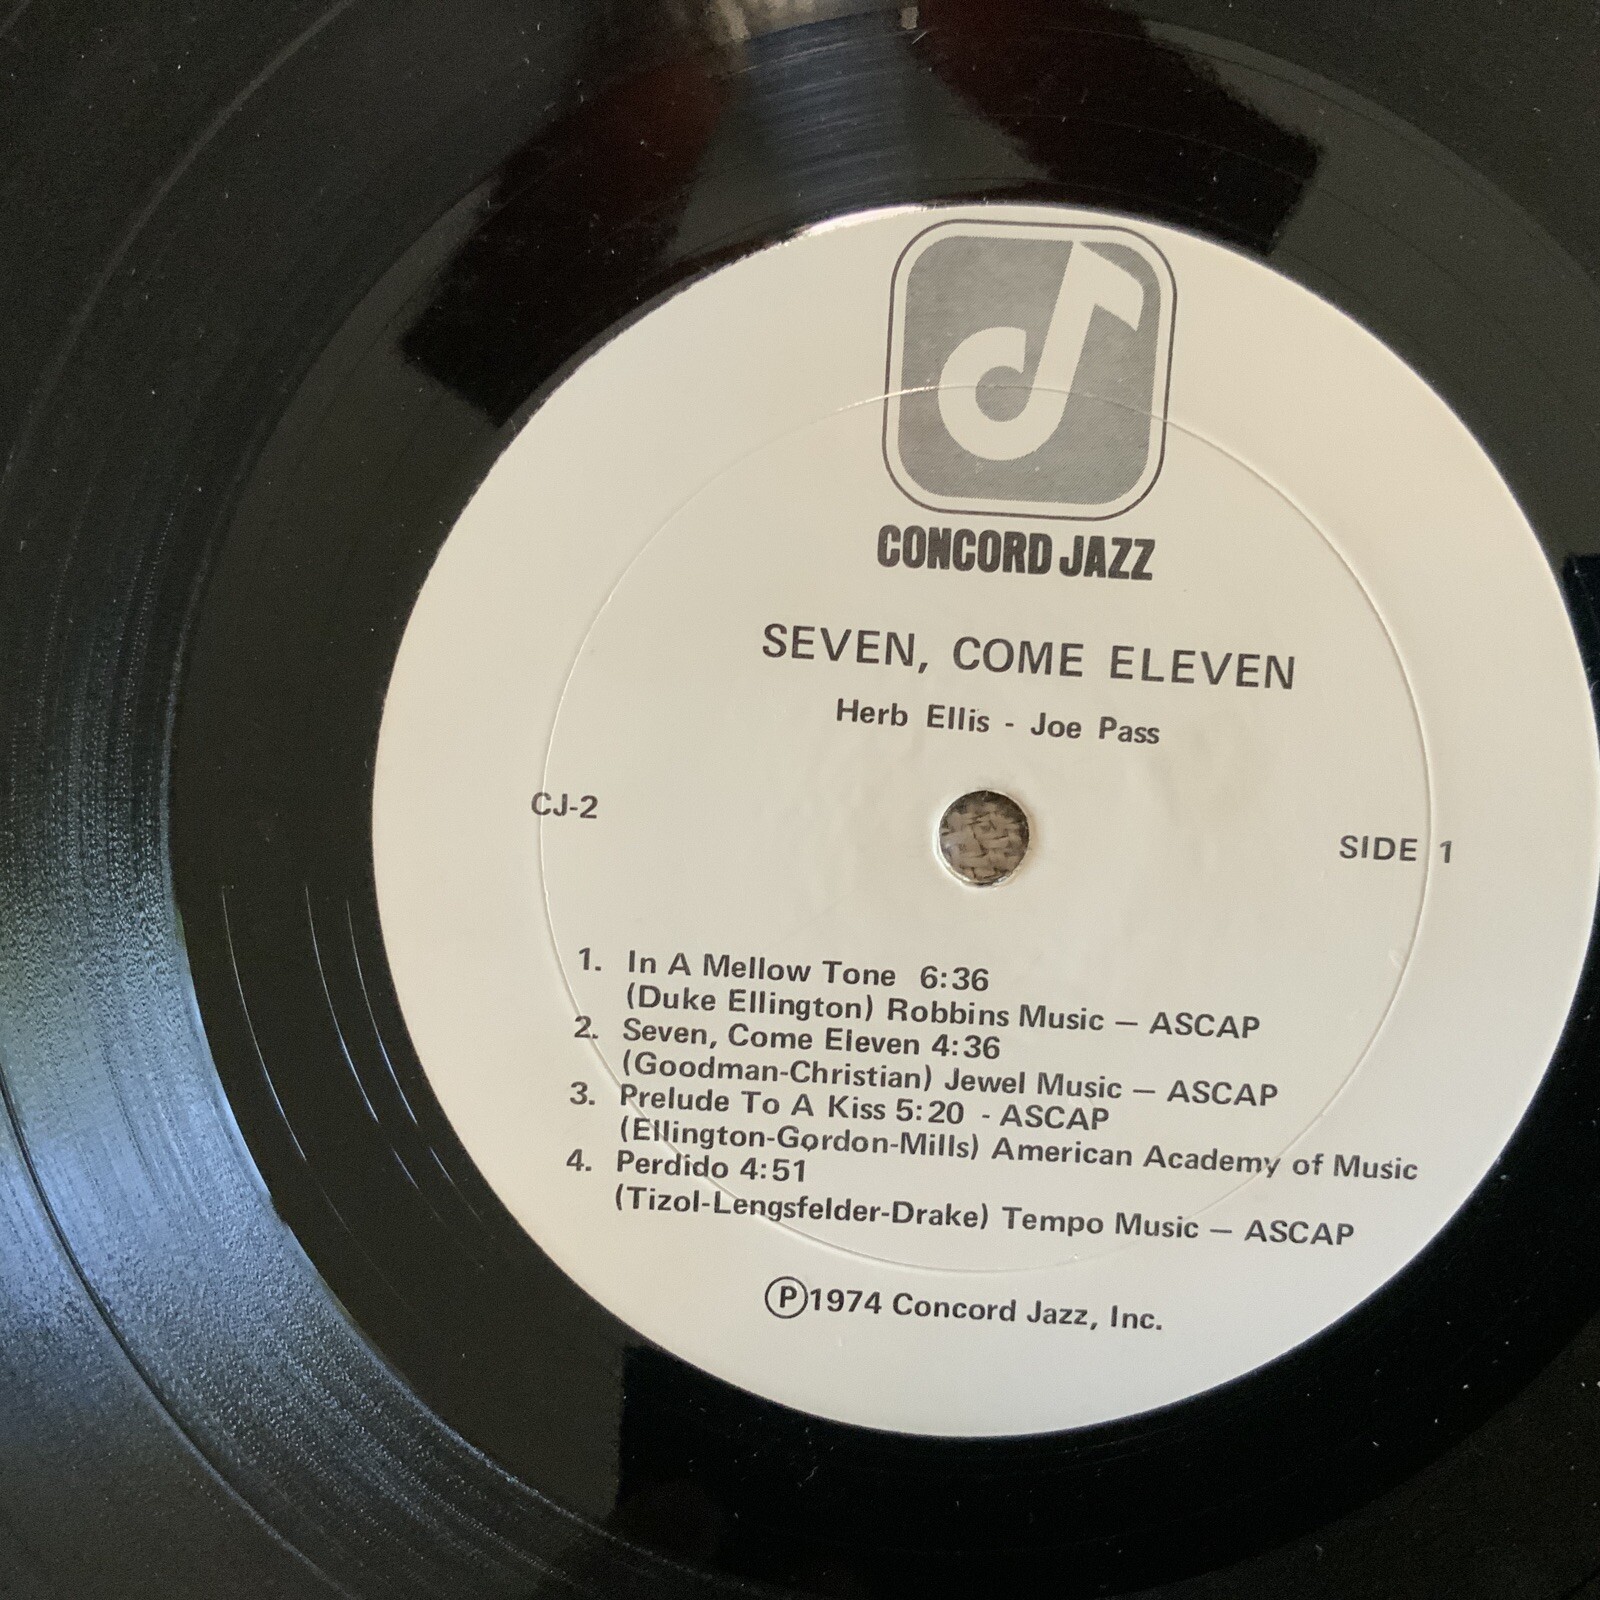 CONCORD JAZZ
SEVEN, COME ELEVEN
Herb Ellis - Joe Pass
CJ-2
SIDE 1
1. In A Mellow Tone 6:36
(Duke Ellington) Robbins Music — ASCAP
2. Seven, Come Eleven 4:36
(Goodman-Christian) Jewel Music — ASCAP
3. Prelude To A Kiss 5:20 - ASCAP
(Ellington-Gordon-Mills) American Academy of Music
4. Perdido 4:51
(Tizol-Lengsfelder-Drake) Tempo Music — ASCAP
Ⓟ1974 Concord Jazz, Inc.